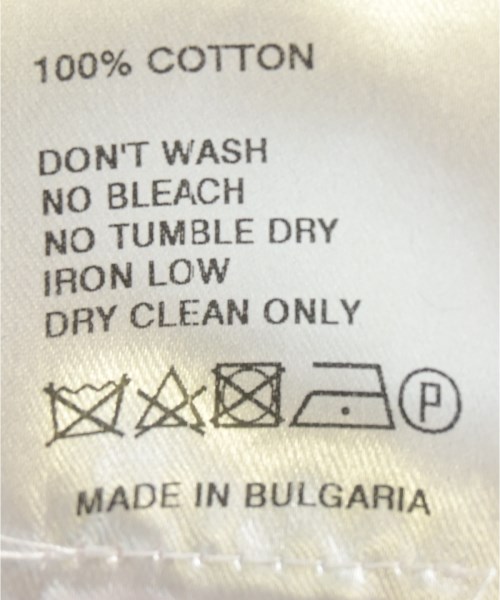 100% COTTON
DON'T WASH
NO BLEACH
NO TUMBLE DRY
IRON LOW
DRY CLEAN ONLY
P
MADE IN BULGARIA